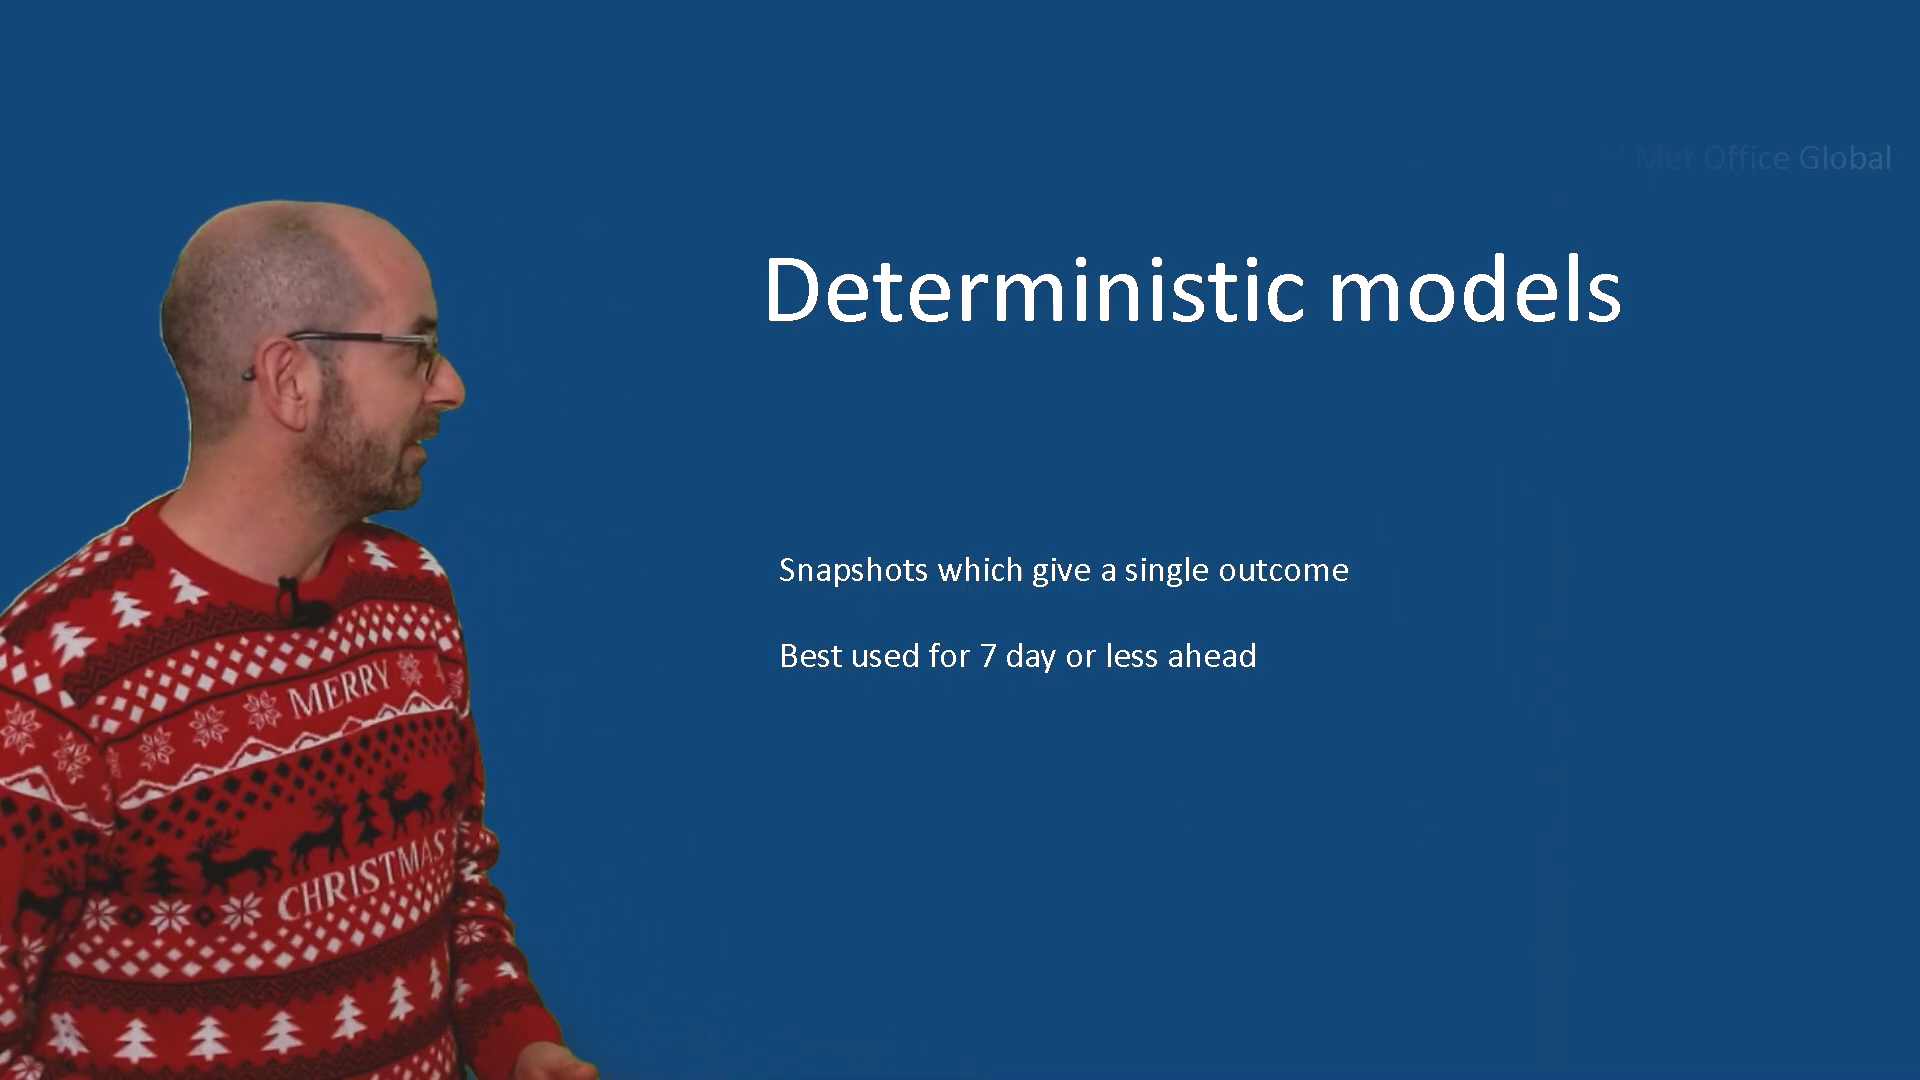 Met Office Global
Deterministic models
Snapshots which give a single outcome
Best used for 7 day or less ahead
MERRY
CHRISTMAS